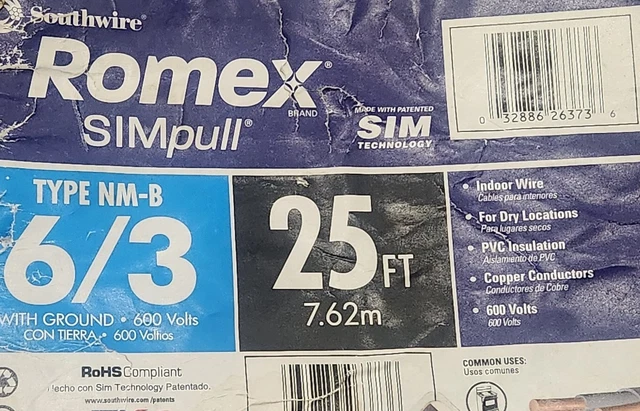 Southwire®
Romex®
BRAND
SIMpull®
MADE WITH PATENTED
SIM
TECHNOLOGY
0 32886 26373 6
TYPE NM-B
6/3
WITH GROUND • 600 Volts
CON TIERRA • 600 Voltios
25 FT
7.62m
• Indoor Wire
Cables para interiores
• For Dry Locations
Para lugares secos
• PVC Insulation
Aislamiento de PVC
• Copper Conductors
Conductores de Cobre
• 600 Volts
600 Volts
RoHS Compliant
Hecho con Sim Technology Patentado.
www.southwire.com/patents
COMMON USES:
Usos comunes